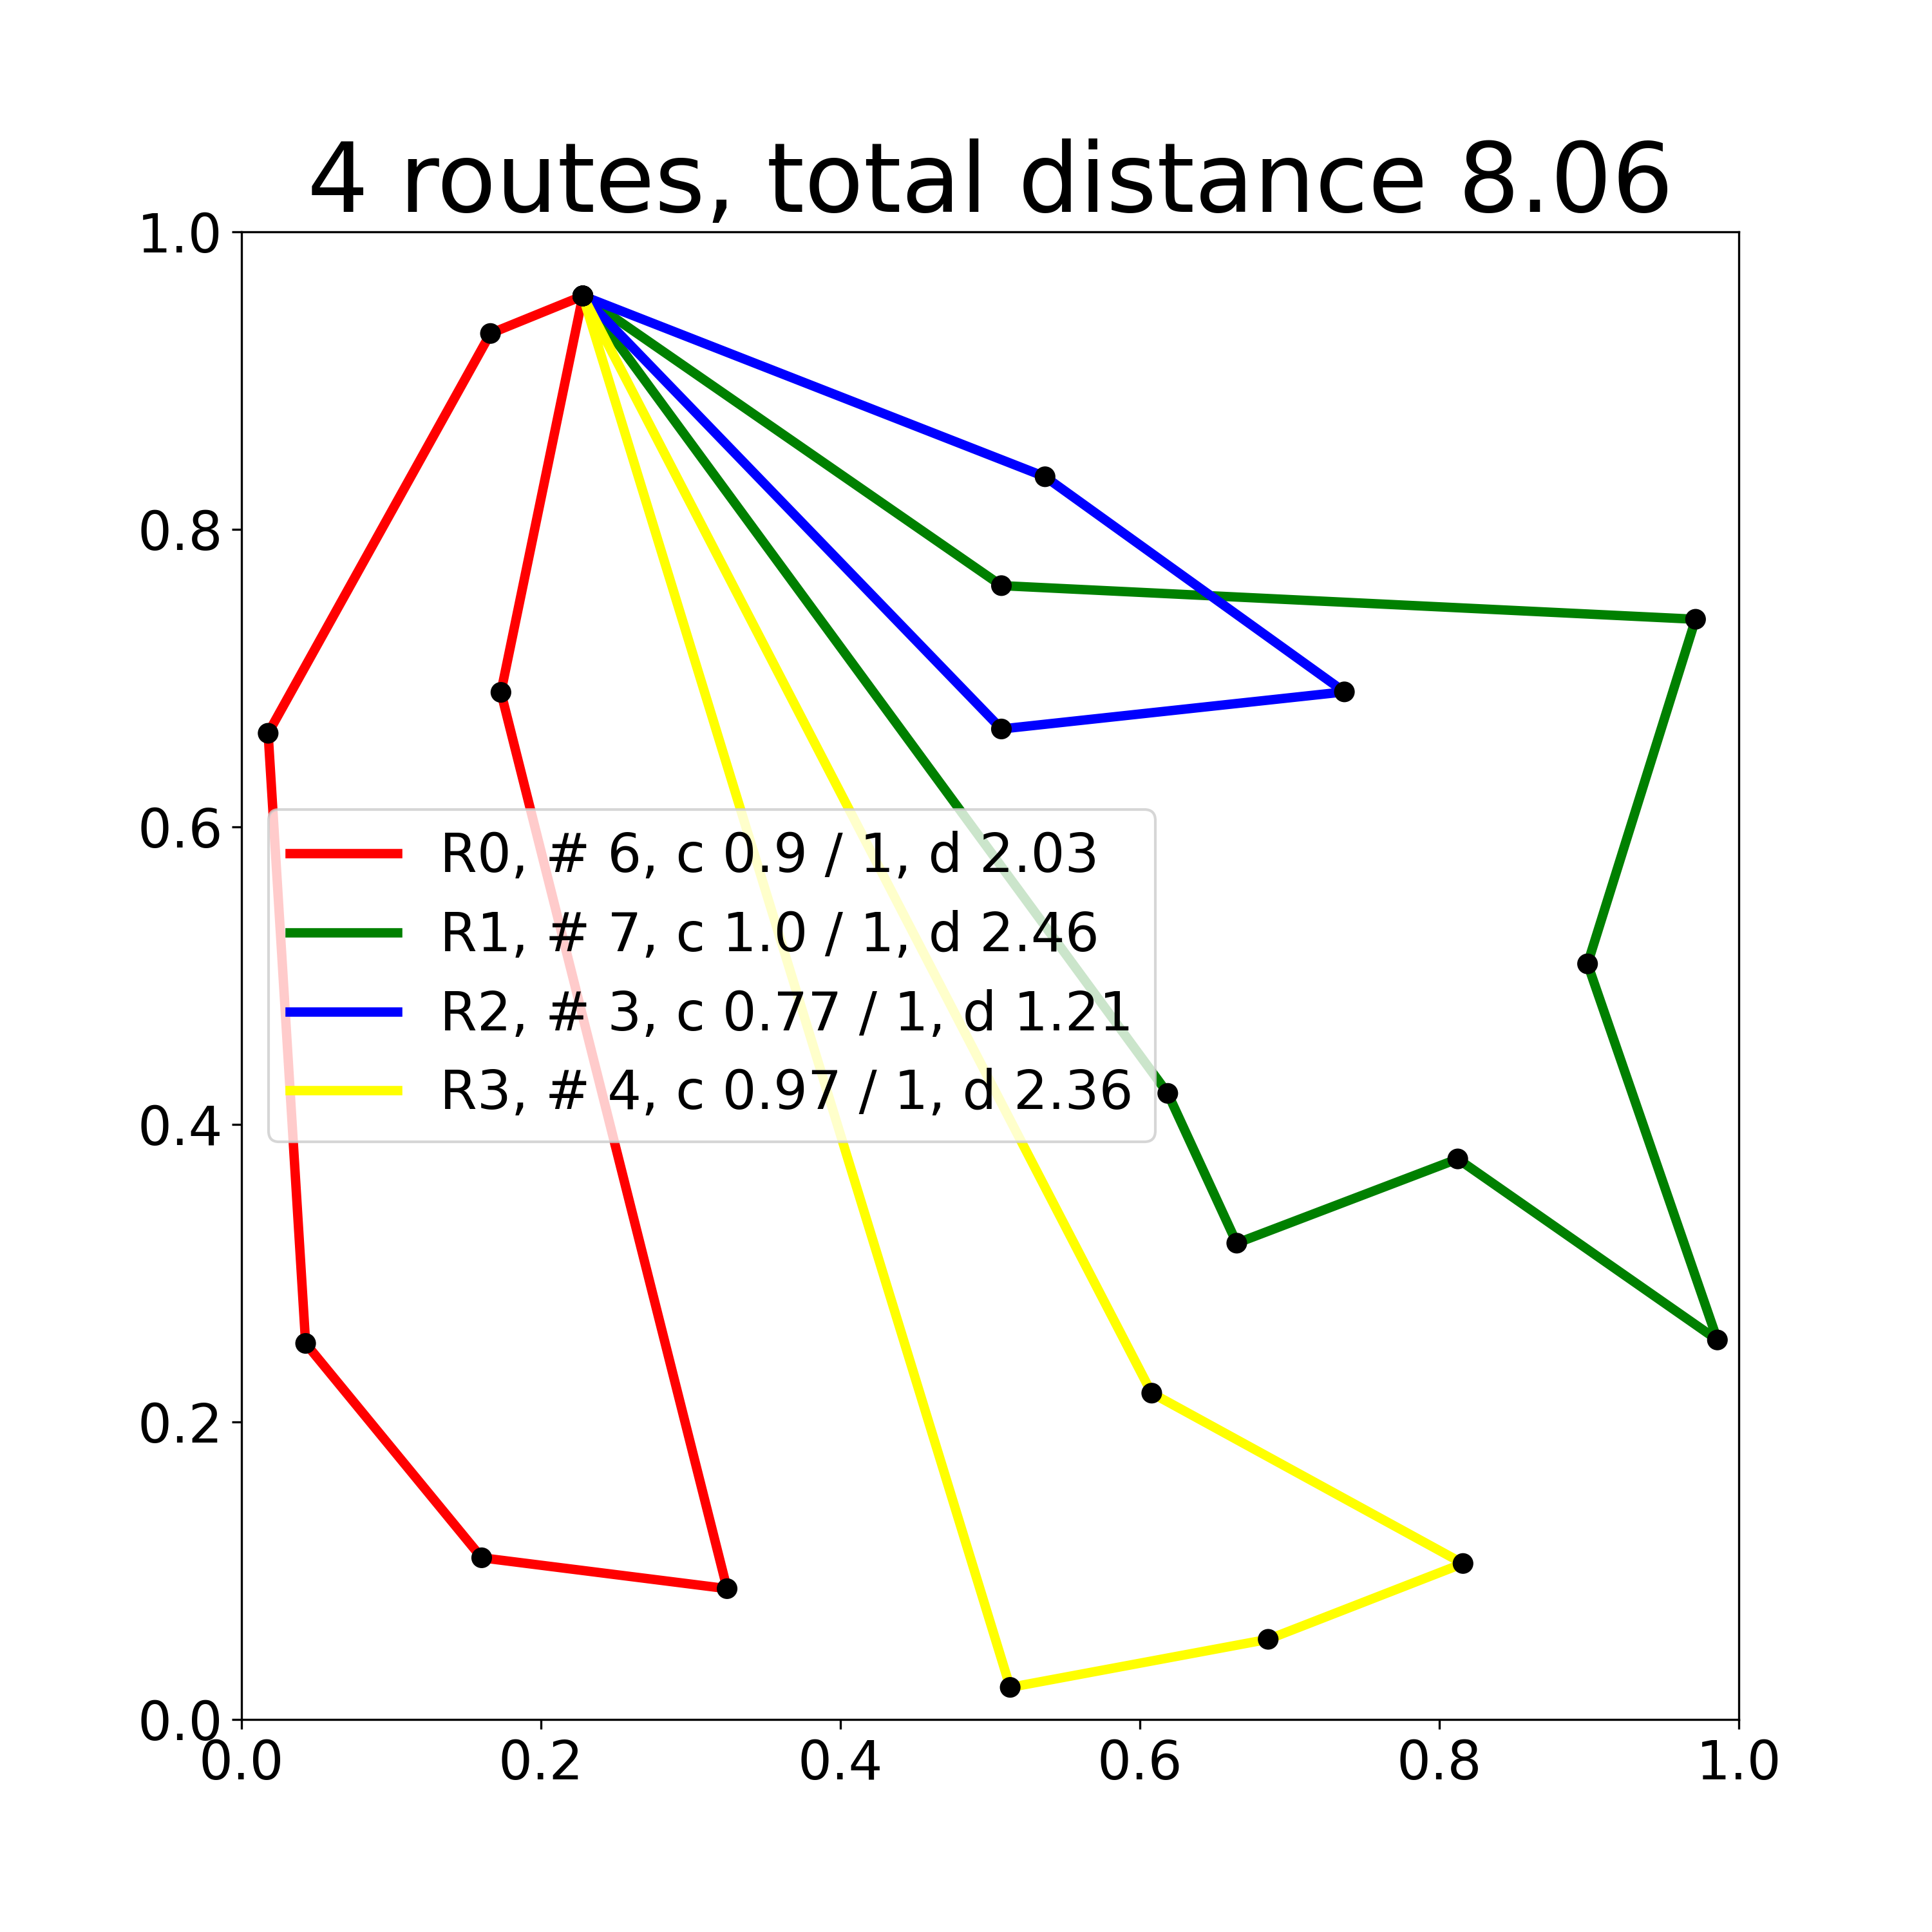 4 routes, total distance 8.06
1.0
0.8
0.6
0.4
0.2
0.0
R0, # 6, c 0.9 / 1, d 2.03
R1, # 7, c 1.0 / 1, d 2.46
R2, # 3, c 0.77 / 1, d 1.21
R3, # 4, c 0.97 / 1, d 2.36
0.0 0.2 0.4 0.6 0.8 1.0